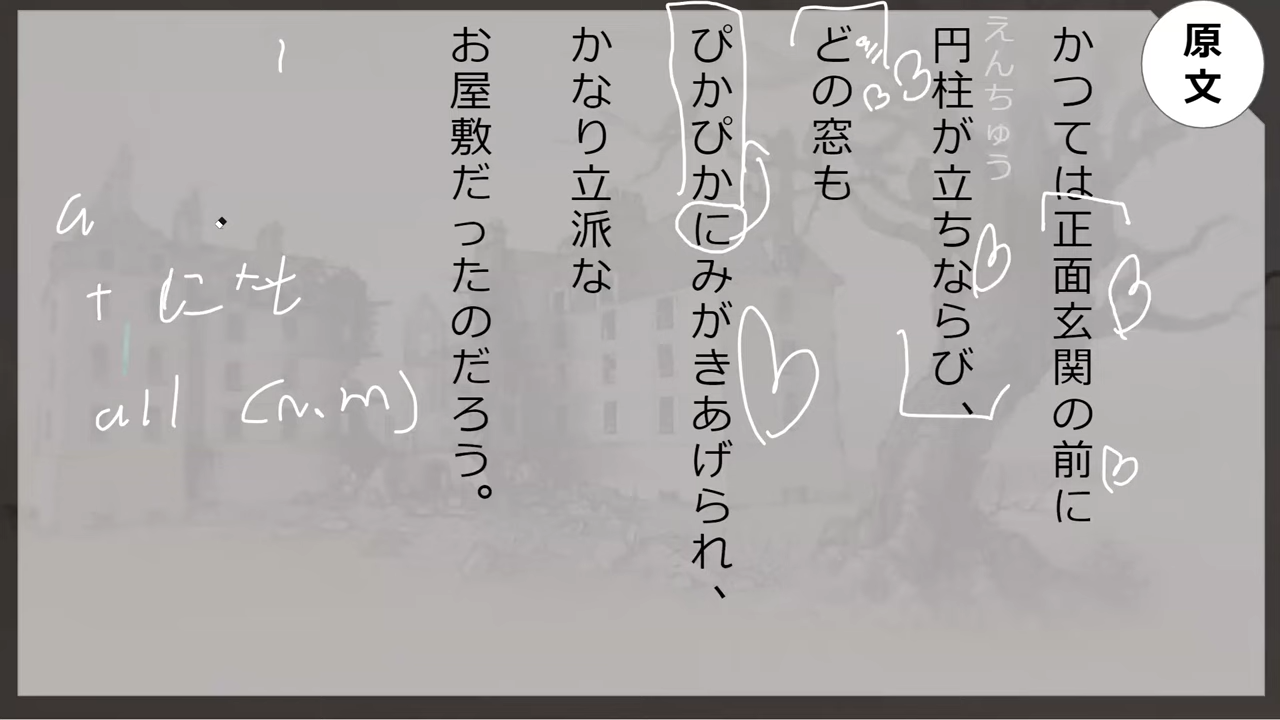 原文
かつては正面玄関の前に
えんちゅう
円柱が立ちならび、
どの窓も
all
ぴかぴかにみがきあげられ、
かなり立派な
お屋敷だったのだろう。
a
+
all (n. m)